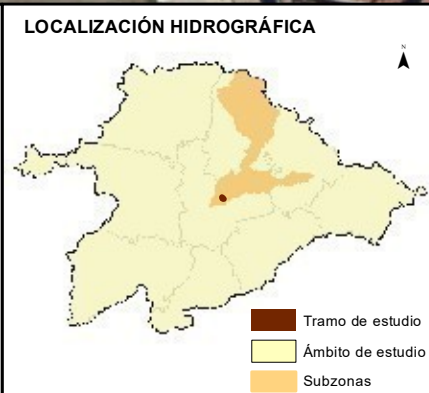 LOCALIZACIÓN HIDROGRÁFICA
N
Tramo de estudio
Ámbito de estudio
Subzonas